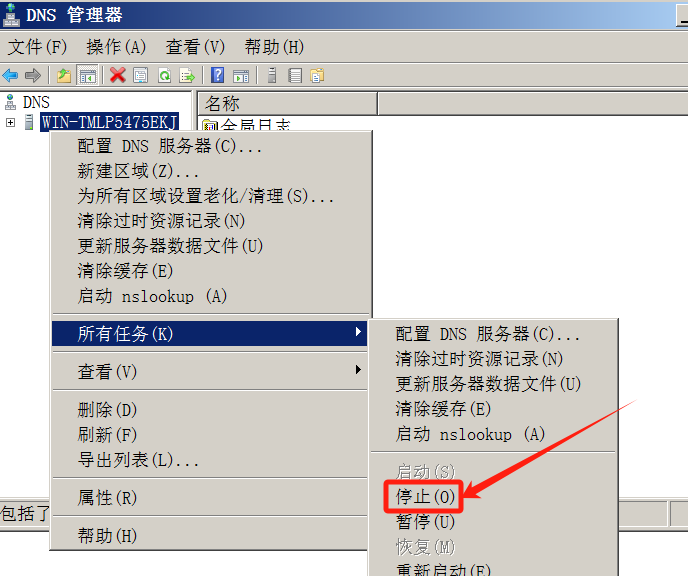 DNS 管理器
文件(F) 操作(A) 查看(V) 帮助(H)
DNS
名称
WIN-TMLP5475EKJ
全局日志
配置 DNS 服务器(C)...
新建区域(Z)...
为所有区域设置老化/清理(S)...
清除过时资源记录(N)
更新服务器数据文件(U)
清除缓存(E)
启动 nslookup (A)
所有任务(K)
查看(V)
删除(D)
刷新(F)
导出列表(L)...
属性(R)
帮助(H)
配置 DNS 服务器(C)...
清除过时资源记录(N)
更新服务器数据文件(U)
清除缓存(E)
启动 nslookup (A)
启动(S)
停止(O)
暂停(U)
恢复(M)
重新启动(E)
包括了